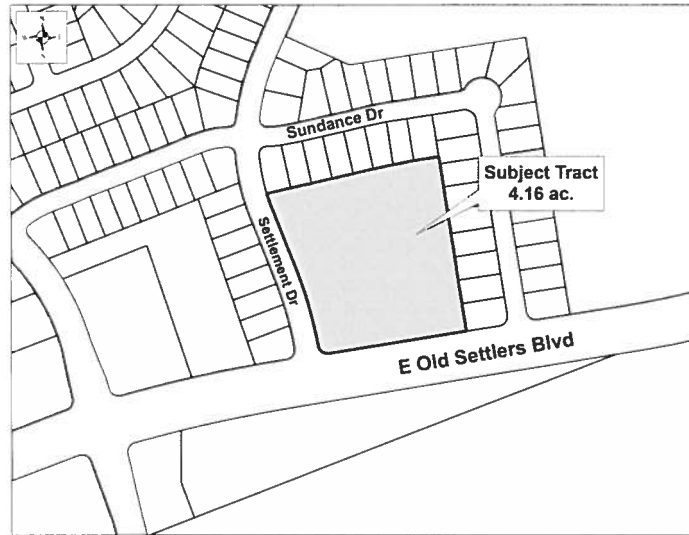 Sundance Dr
Subject Tract
4.16 ac.
Settlement Dr
E Old Settlers Blvd